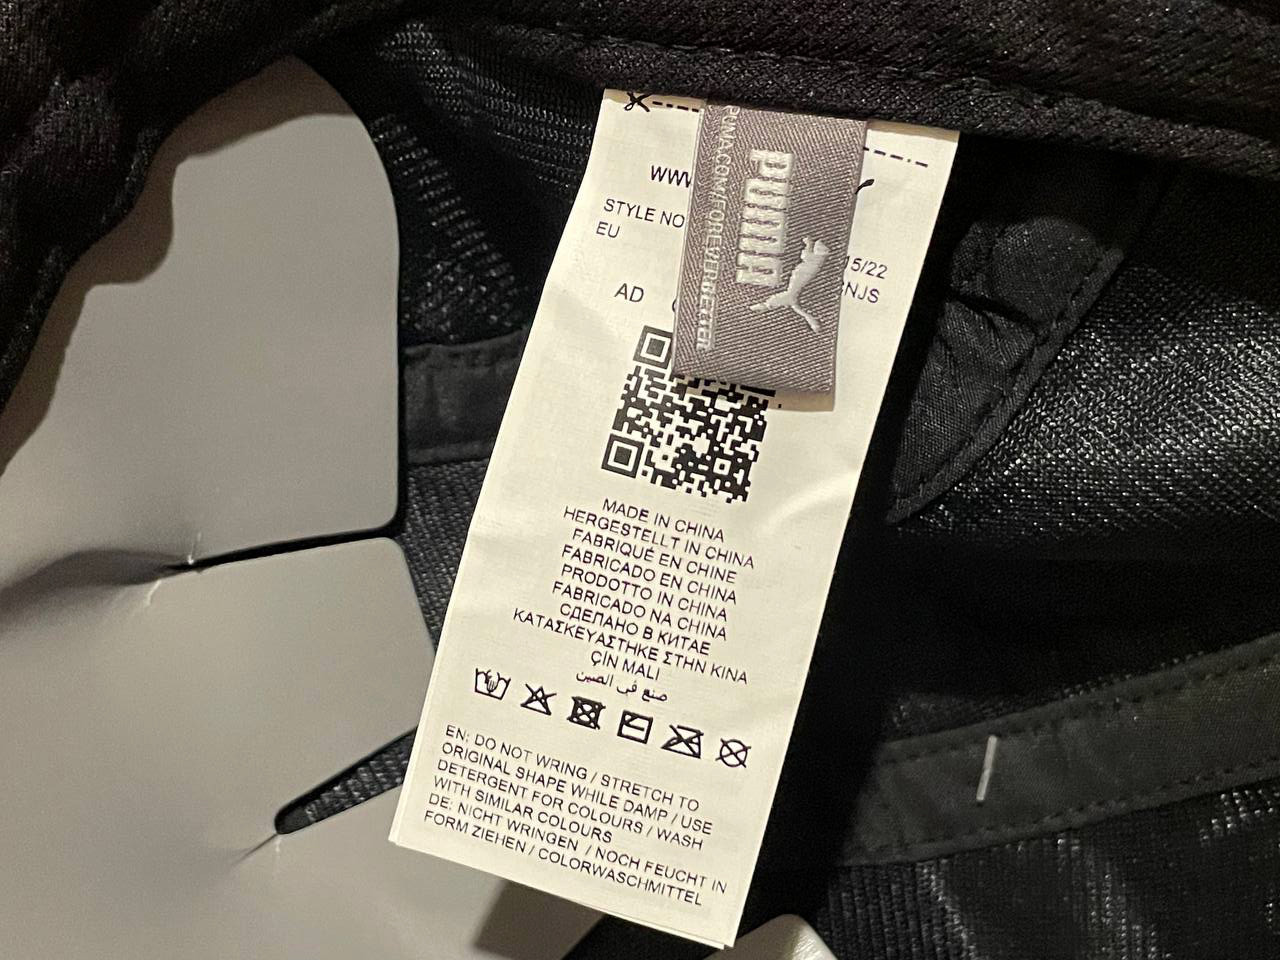 WWW
STYLE NO
EU
15/22
NJS
AD
PUMA
PUMA.COM/FOREVERBETTER
MADE IN CHINA
HERGESTELLT IN CHINA
FABRIQUÉ EN CHINE
FABRICADO EN CHINA
PRODOTTO IN CHINA
FABRICADO NA CHINA
СДЕЛАНО В КИТАЕ
ΚΑΤΑΣΚΕΥΑΣΤΗΚΕ ΣΤΗΝ ΚΙΝΑ
ÇİN MALI
صنع في الصين
EN: DO NOT WRING / STRETCH TO
ORIGINAL SHAPE WHILE DAMP / USE
DETERGENT FOR COLOURS / WASH
WITH SIMILAR COLOURS
DE: NICHT WRINGEN / NOCH FEUCHT IN
FORM ZIEHEN / COLORWASCHMITTEL